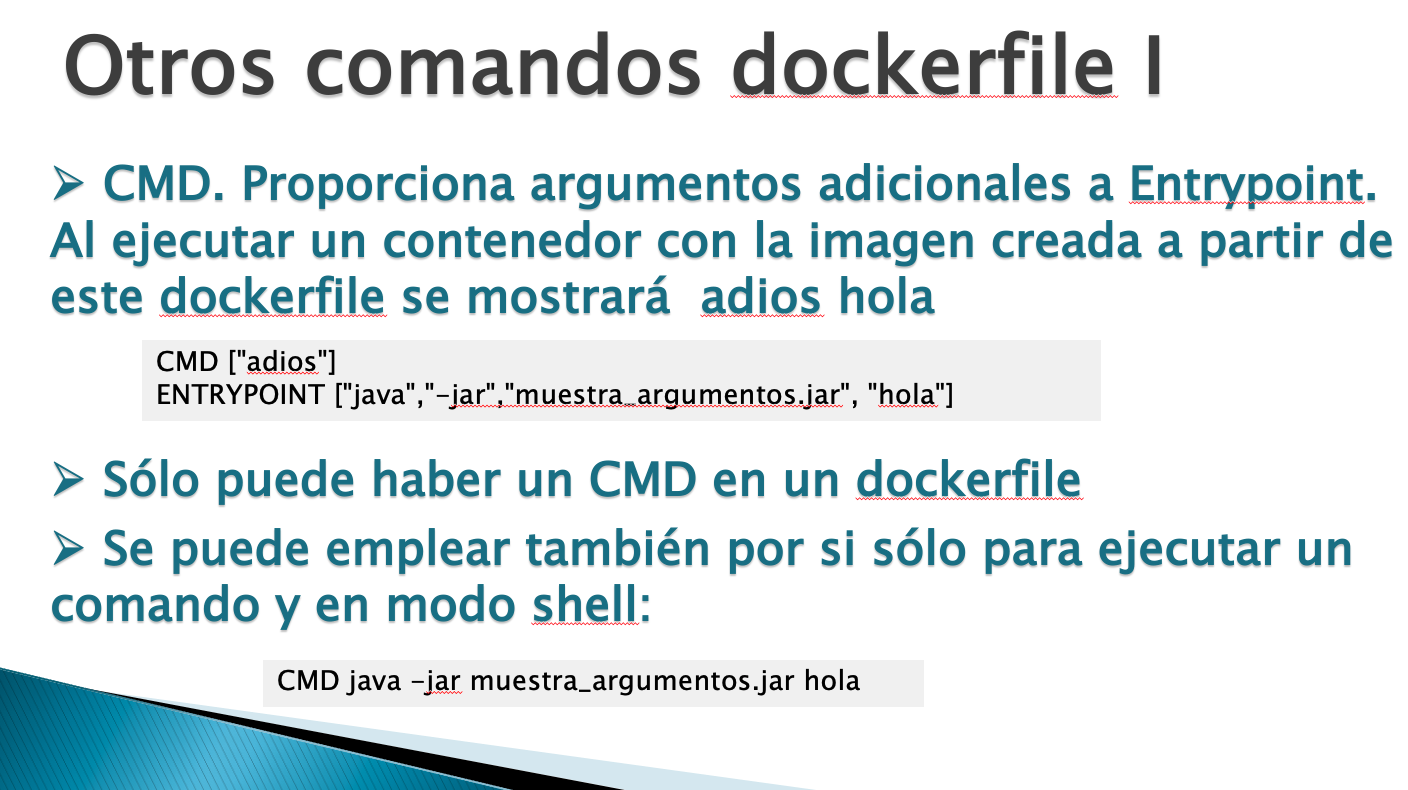 Otros comandos dockerfile I
➢ CMD. Proporciona argumentos adicionales a Entrypoint.
Al ejecutar un contenedor con la imagen creada a partir de
este dockerfile se mostrará  adios hola
CMD ["adios"]
ENTRYPOINT ["java","-jar","muestra_argumentos.jar", "hola"]
➢ Sólo puede haber un CMD en un dockerfile
➢ Se puede emplear también por si sólo para ejecutar un
comando y en modo shell:
CMD java -jar muestra_argumentos.jar hola